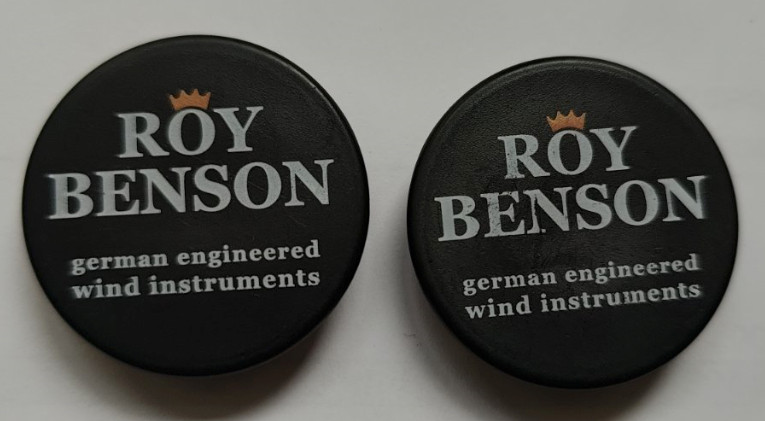 ROY
BENSON
german engineered
wind instruments
ROY
BENSON
german engineered
wind instruments